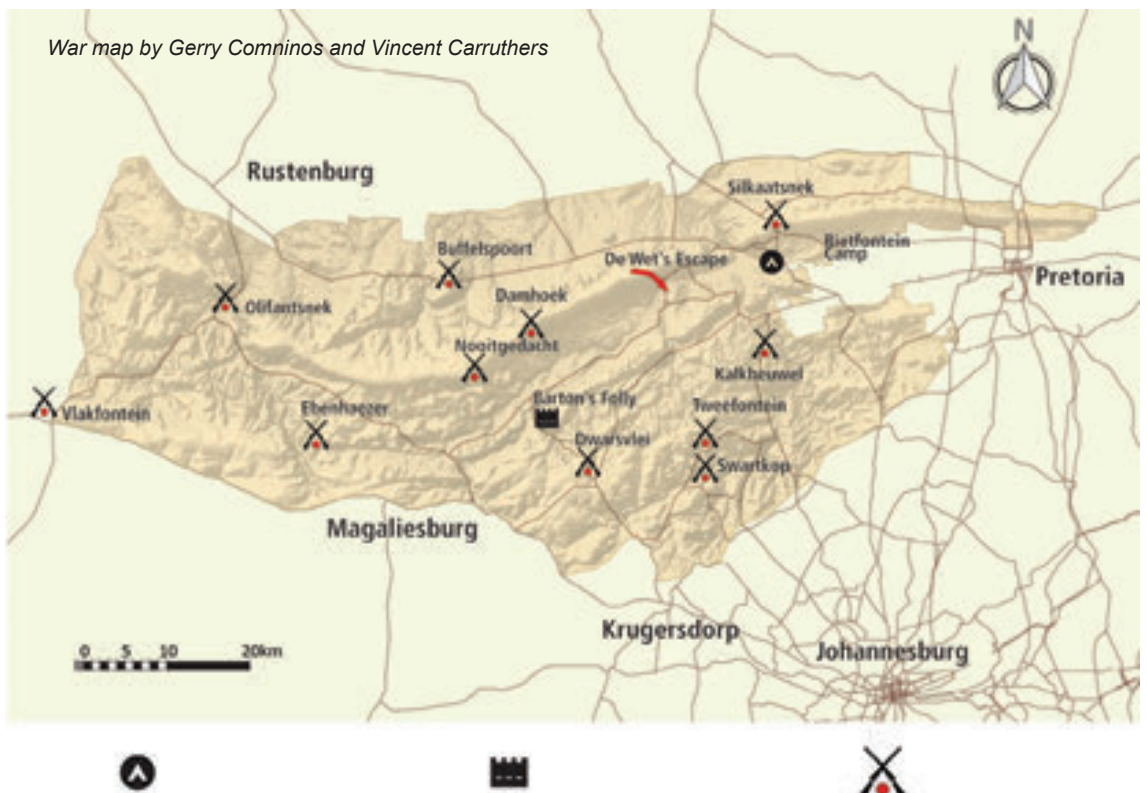 War map by Gerry Comninos and Vincent Carruthers
N
Rustenburg
Silkaatsnek
Buffelspoort
De Wet's Escape
Rietfontein
Camp
Pretoria
Olifantsnek
Damhoek
Nooitgedacht
Kalkheuwel
Vlakfontein
Ebenhaezer
Barton's Folly
Tweefontein
Dwarsvlei
Swartkop
Magaliesburg
Krugersdorp
Johannesburg
0 5 10 20km